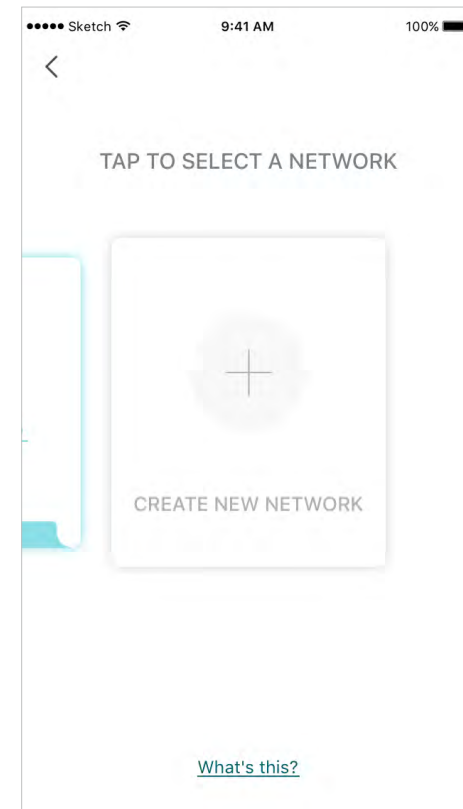 Sketch 9:41 AM 100%
TAP TO SELECT A NETWORK
CREATE NEW NETWORK
What's this?